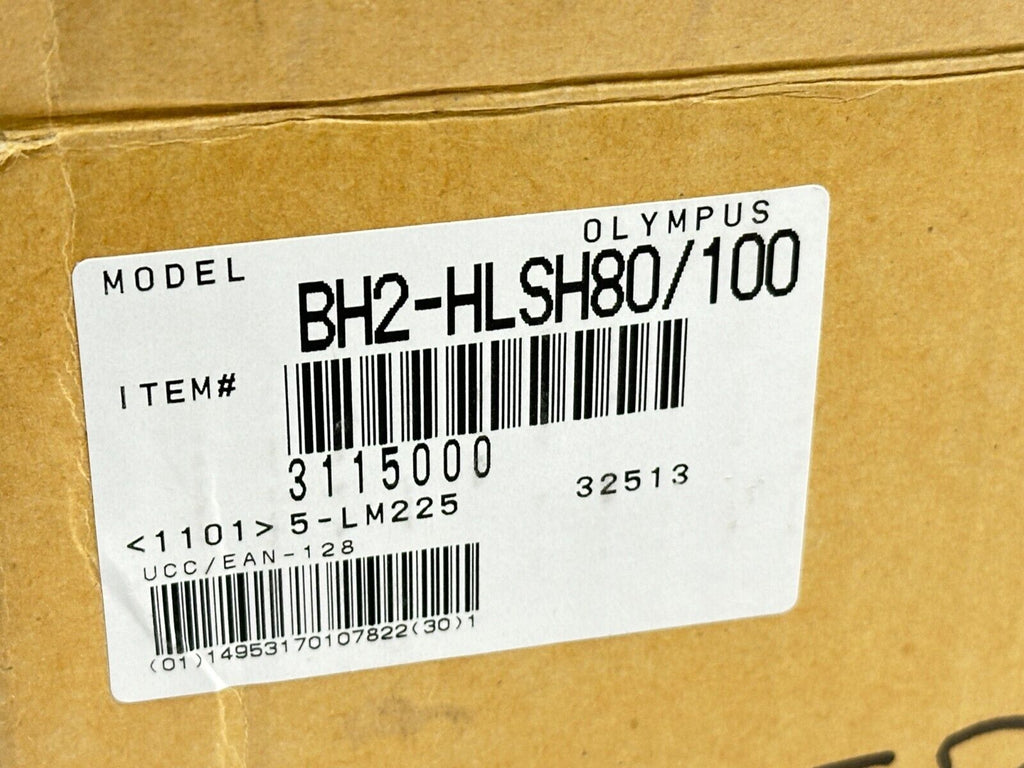 OLYMPUS
MODEL BH2-HLSH80/100
ITEM#
3115000
<1101> 5-LM225 32513
UCC/EAN-128
(01)14953170107822(30)1